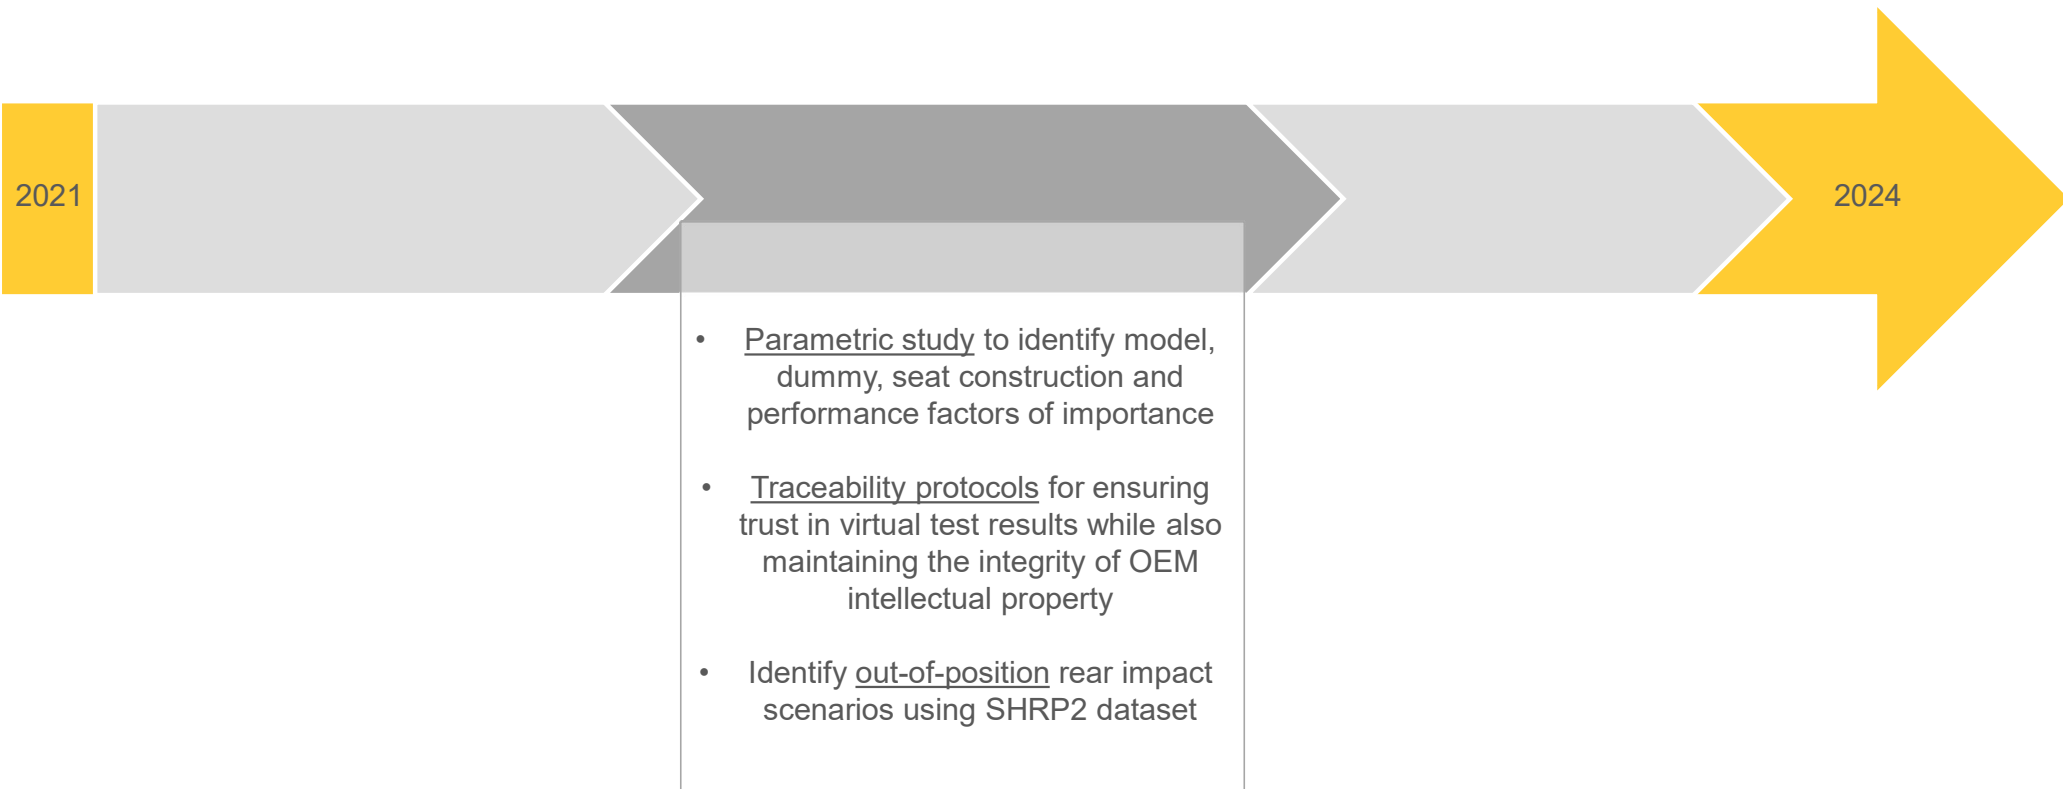 2021
2024
• Parametric study to identify model,
dummy, seat construction and
performance factors of importance
• Traceability protocols for ensuring
trust in virtual test results while also
maintaining the integrity of OEM
intellectual property
• Identify out-of-position rear impact
scenarios using SHRP2 dataset